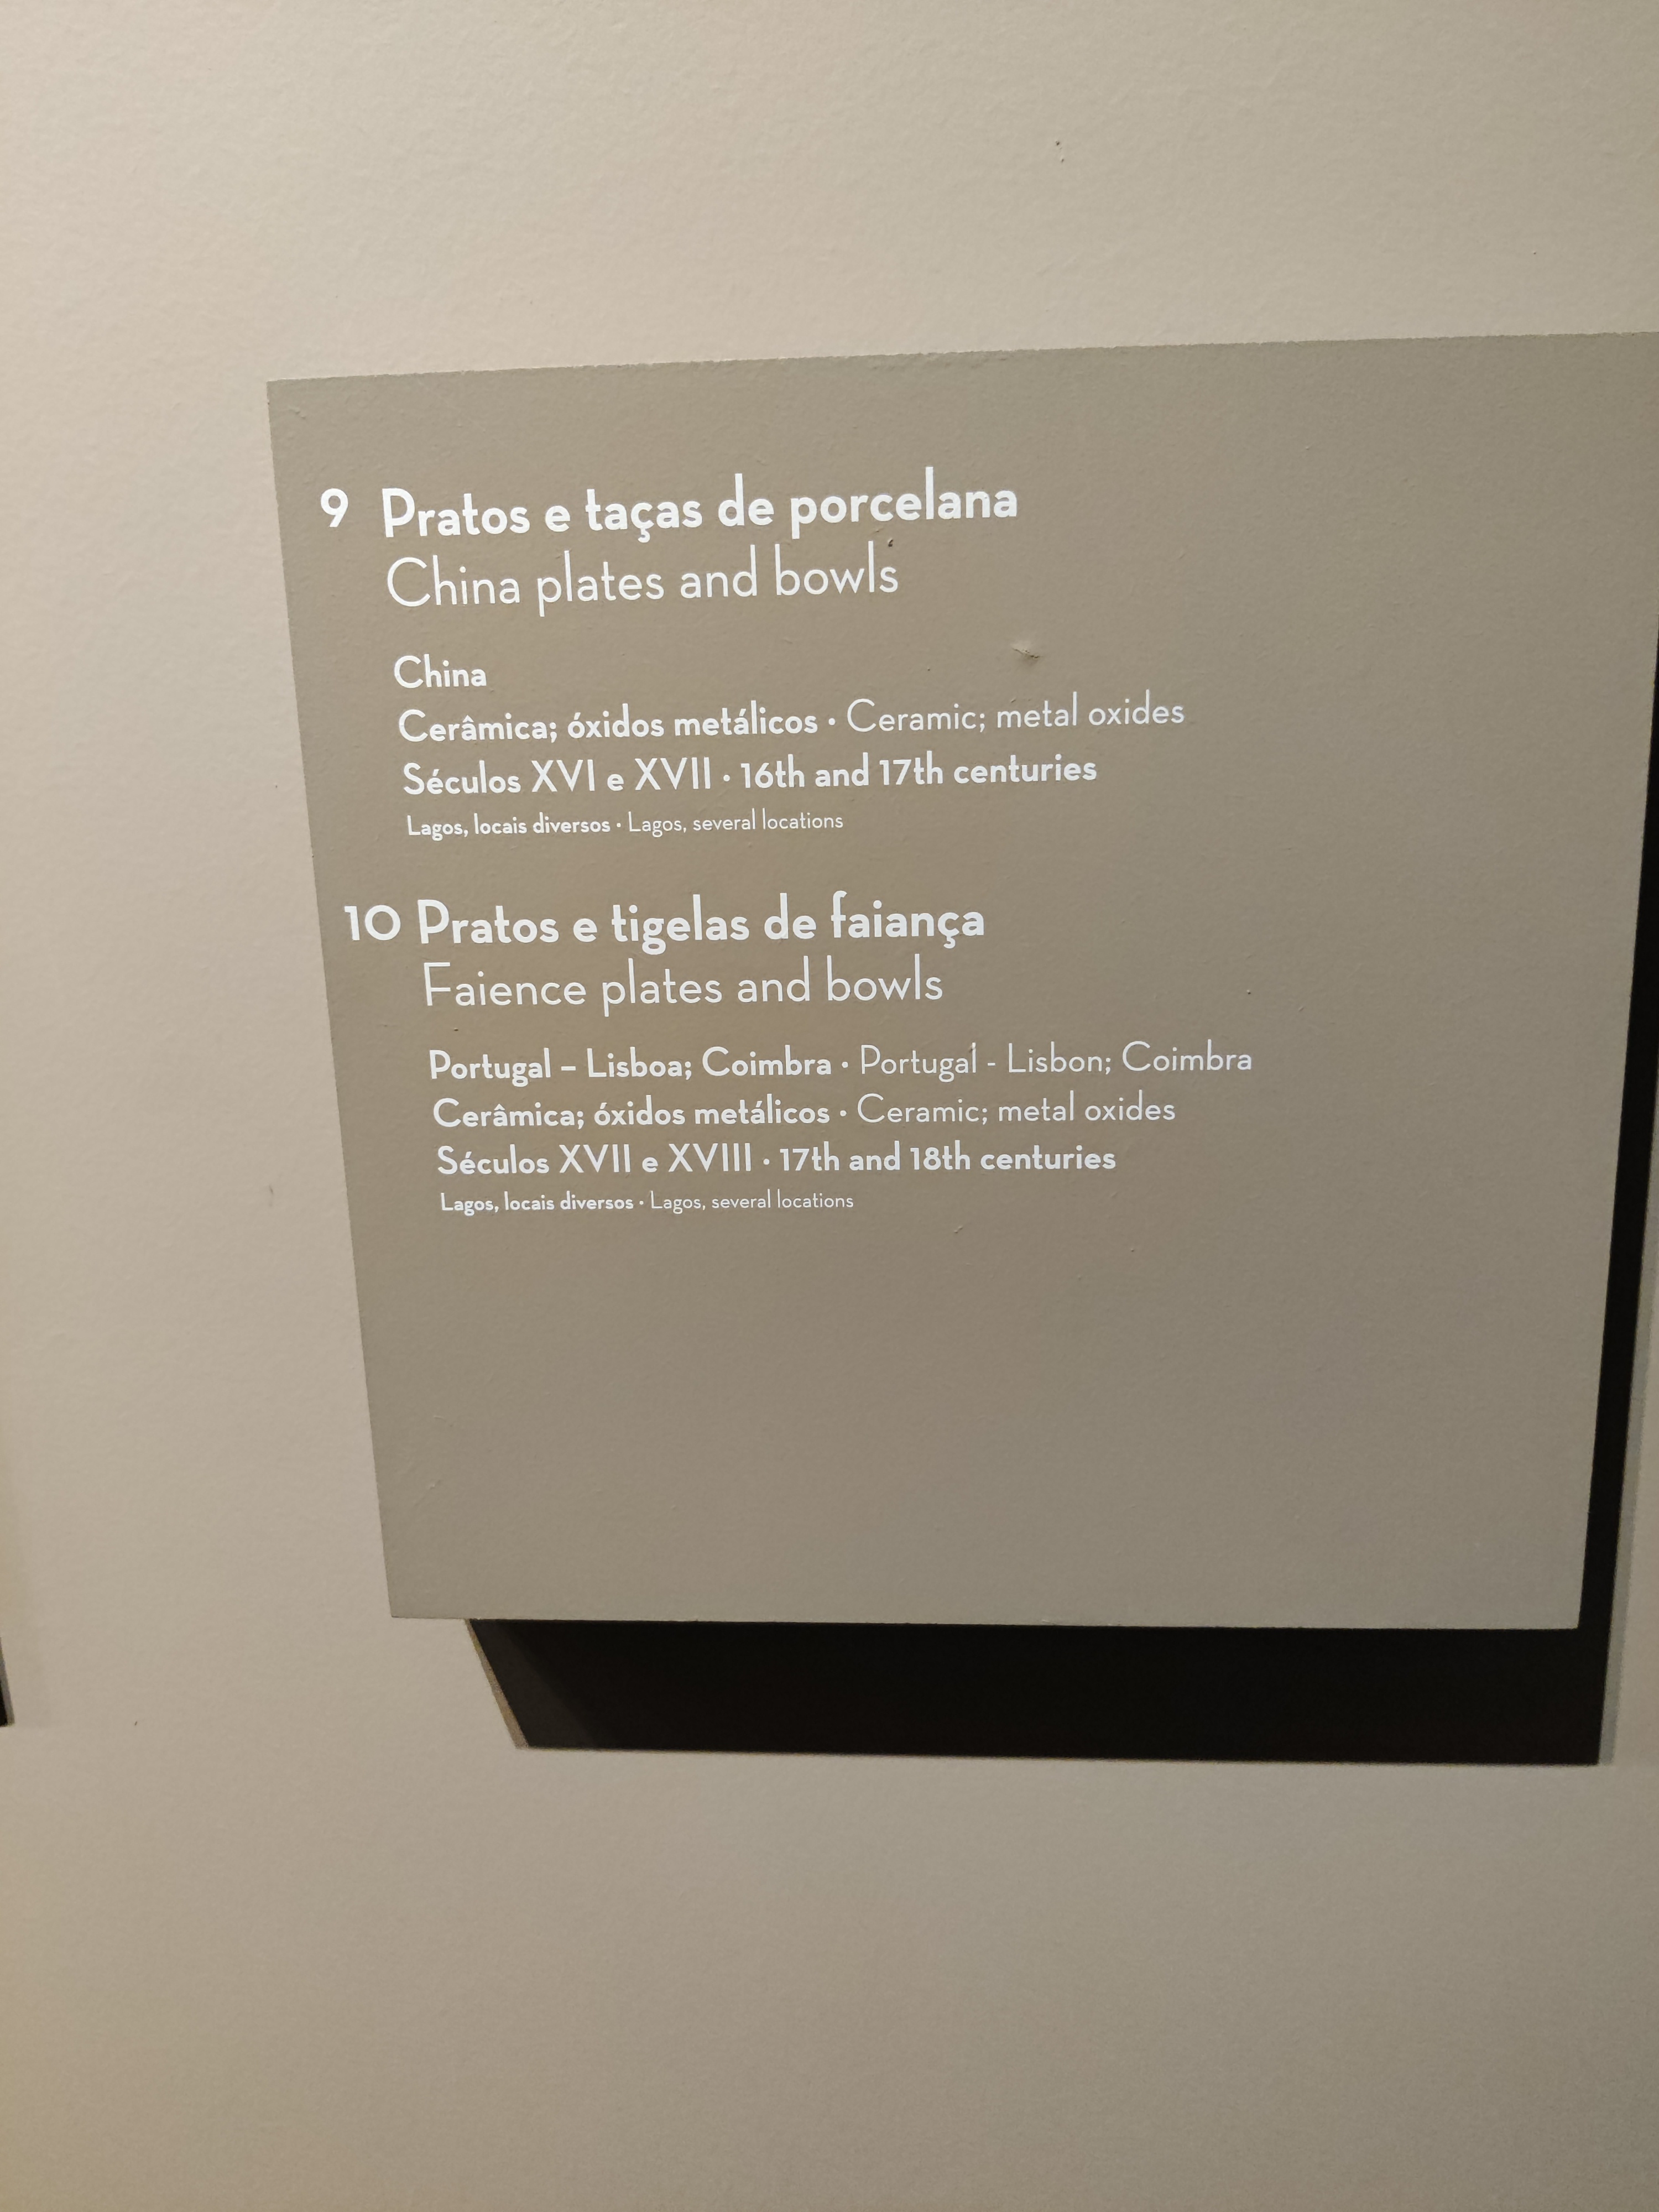 9 Pratos e taças de porcelana
China plates and bowls
China
Cerâmica; óxidos metálicos • Ceramic; metal oxides
Séculos XVI e XVII • 16th and 17th centuries
Lagos, locais diversos • Lagos, several locations
10 Pratos e tigelas de faiança
Faience plates and bowls
Portugal – Lisboa; Coimbra • Portugal - Lisbon; Coimbra
Cerâmica; óxidos metálicos • Ceramic; metal oxides
Séculos XVII e XVIII • 17th and 18th centuries
Lagos, locais diversos • Lagos, several locations